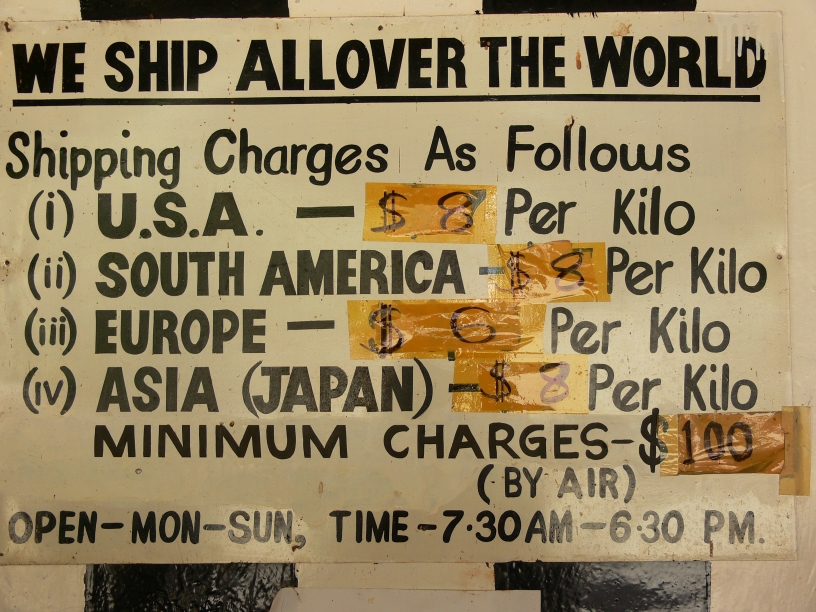 WE SHIP ALLOVER THE WORLD
Shipping Charges As Follows
(i) U.S.A. — $ 8 Per Kilo
(ii) SOUTH AMERICA - $ 8 Per Kilo
(iii) EUROPE — $ 6 Per Kilo
(iv) ASIA (JAPAN) - $ 8 Per Kilo
MINIMUM CHARGES-$100
(BY AIR)
OPEN-MON-SUN, TIME-7·30AM-6·30 PM.